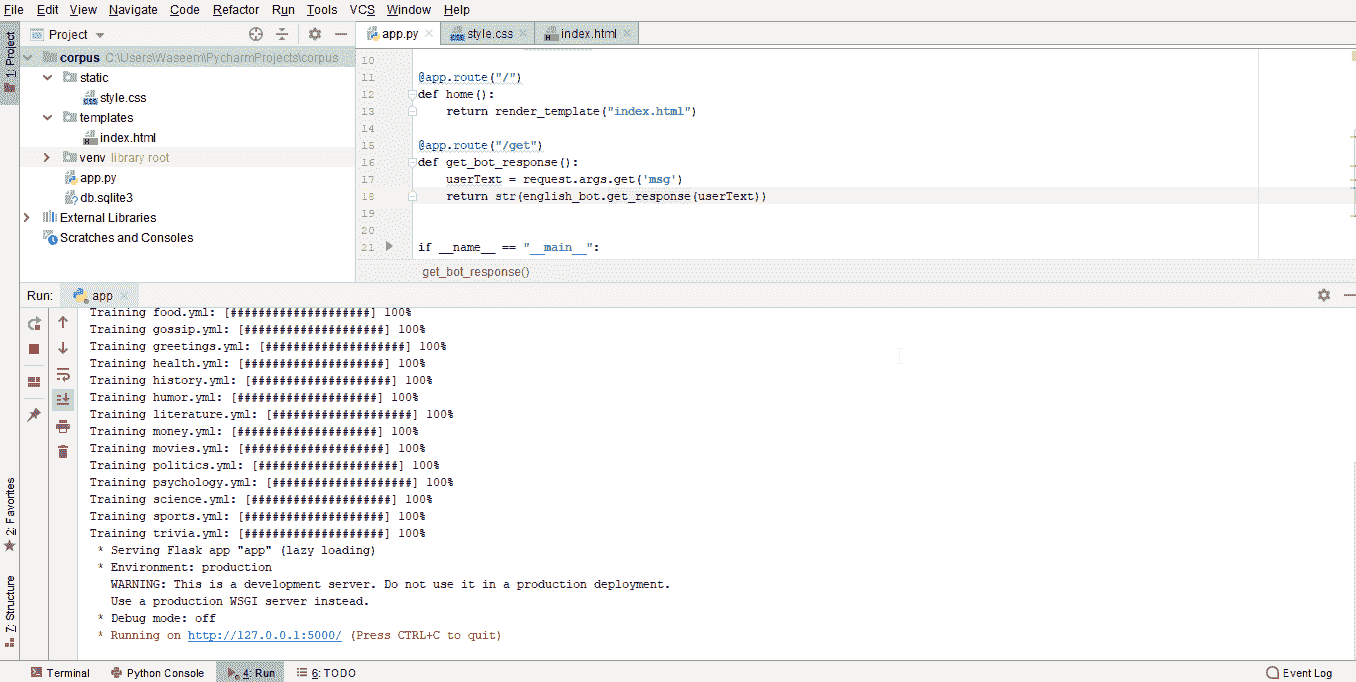 File Edit View Navigate Code Refactor Run Tools VCS Window Help
1: Project
Project
app.py
style.css
index.html
corpus C:\Users\Waseem\PycharmProjects\corpus
static
style.css
templates
index.html
venv library root
app.py
db.sqlite3
External Libraries
Scratches and Consoles
10
11 @app.route("/")
12 def home():
13 return render_template("index.html")
14
15 @app.route("/get")
16 def get_bot_response():
17 userText = request.args.get('msg')
18 return str(english_bot.get_response(userText))
19
20
21 if __name__ == "__main__":
get_bot_response()
Run: app
Training food.yml: [####################] 100%
Training gossip.yml: [####################] 100%
Training greetings.yml: [####################] 100%
Training health.yml: [####################] 100%
Training history.yml: [####################] 100%
Training humor.yml: [####################] 100%
Training literature.yml: [####################] 100%
Training money.yml: [####################] 100%
Training movies.yml: [####################] 100%
Training politics.yml: [####################] 100%
Training psychology.yml: [####################] 100%
Training science.yml: [####################] 100%
Training sports.yml: [####################] 100%
Training trivia.yml: [####################] 100%
* Serving Flask app "app" (lazy loading)
* Environment: production
WARNING: This is a development server. Do not use it in a production deployment.
Use a production WSGI server instead.
* Debug mode: off
* Running on http://127.0.0.1:5000/ (Press CTRL+C to quit)
2: Favorites
7: Structure
Terminal Python Console 4: Run 6: TODO Event Log